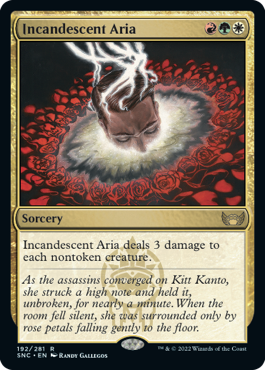 Incandescent Aria
Sorcery
Incandescent Aria deals 3 damage to
each nontoken creature.
As the assassins converged on Kitt Kanto,
she struck a high note and held it,
unbroken, for nearly a minute. When the
room fell silent, she was surrounded only by
rose petals falling gently to the floor.
192/281 R
SNC • EN RANDY GALLEGOS
™ & © 2022 Wizards of the Coast